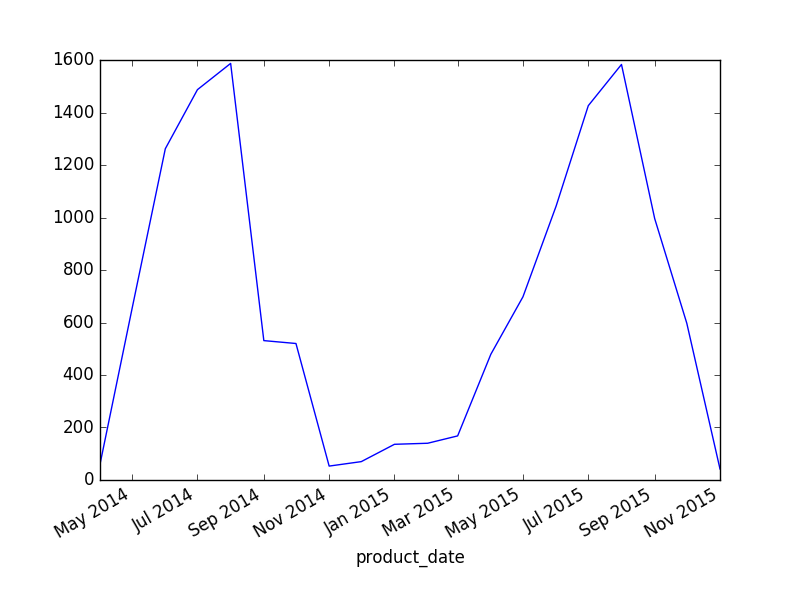 1600
1400
1200
1000
800
600
400
200
0
May 2014
Jul 2014
Sep 2014
Nov 2014
Jan 2015
Mar 2015
May 2015
Jul 2015
Sep 2015
Nov 2015
product_date